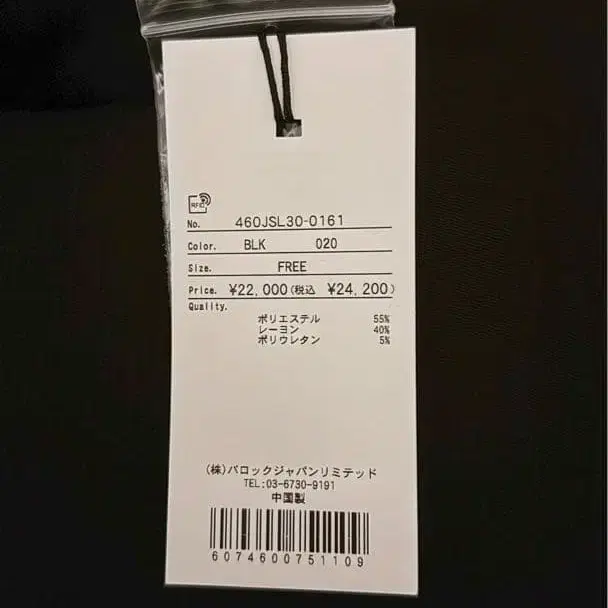 RFID
No. 460JSL30-0161
Color. BLK 020
Size. FREE
Price. ¥22,000(税込 ¥24,200)
Quality.
ポリエステル 55%
レーヨン 40%
ポリウレタン 5%
(株)バロックジャパンリミテッド
TEL:03-6730-9191
中国製
6074600751109